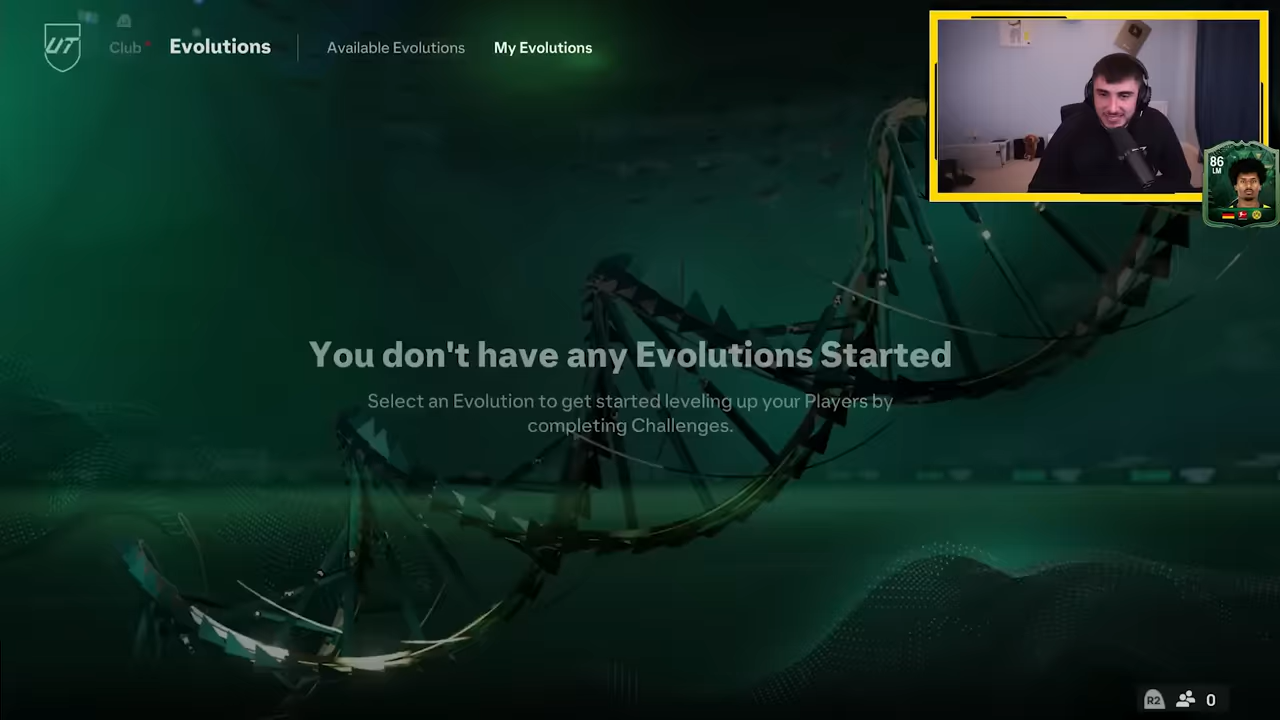 UT Club Evolutions Available Evolutions My Evolutions
86
LM
You don't have any Evolutions Started
Select an Evolution to get started leveling up your Players by
completing Challenges.
R2 0